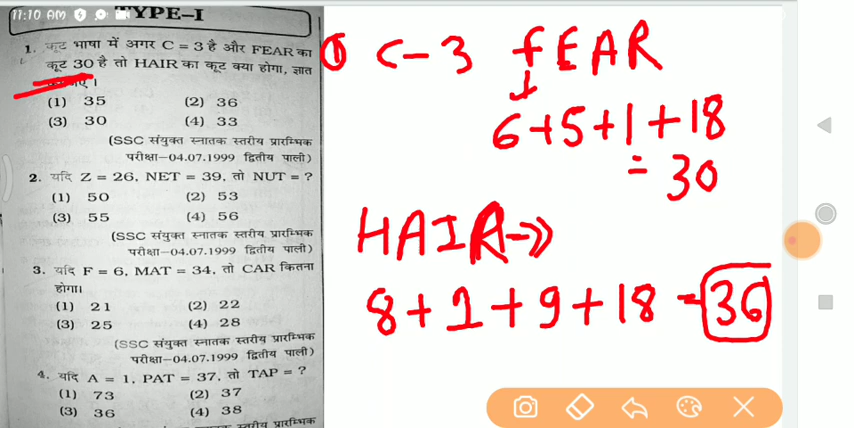 11:10 AM
TYPE–I
1. कूट भाषा में अगर C = 3 है और FEAR का
कूट 30 है तो HAIR का कूट क्या होगा, ज्ञात
(1) 35 (2) 36
(3) 30 (4) 33
(SSC संयुक्त स्नातक स्तरीय प्रारम्भिक
परीक्षा–04.07.1999 द्वितीय पाली)
2. यदि Z = 26, NET = 39, तो NUT = ?
(1) 50 (2) 53
(3) 55 (4) 56
(SSC संयुक्त स्नातक स्तरीय प्रारम्भिक
परीक्षा–04.07.1999 द्वितीय पाली)
3. यदि F = 6, MAT = 34, तो CAR कितना
होगा।
(1) 21 (2) 22
(3) 25 (4) 28
(SSC संयुक्त स्नातक स्तरीय प्रारम्भिक
परीक्षा–04.07.1999 द्वितीय पाली)
4. यदि A = 1, PAT = 37, तो TAP = ?
(1) 73 (2) 37
(3) 36 (4) 38
स्नातक स्तरीय प्रारम्भिक
① C–3 fEAR
6+5+1+18
= 30
HAIR→》
8+1+9+18 = 36